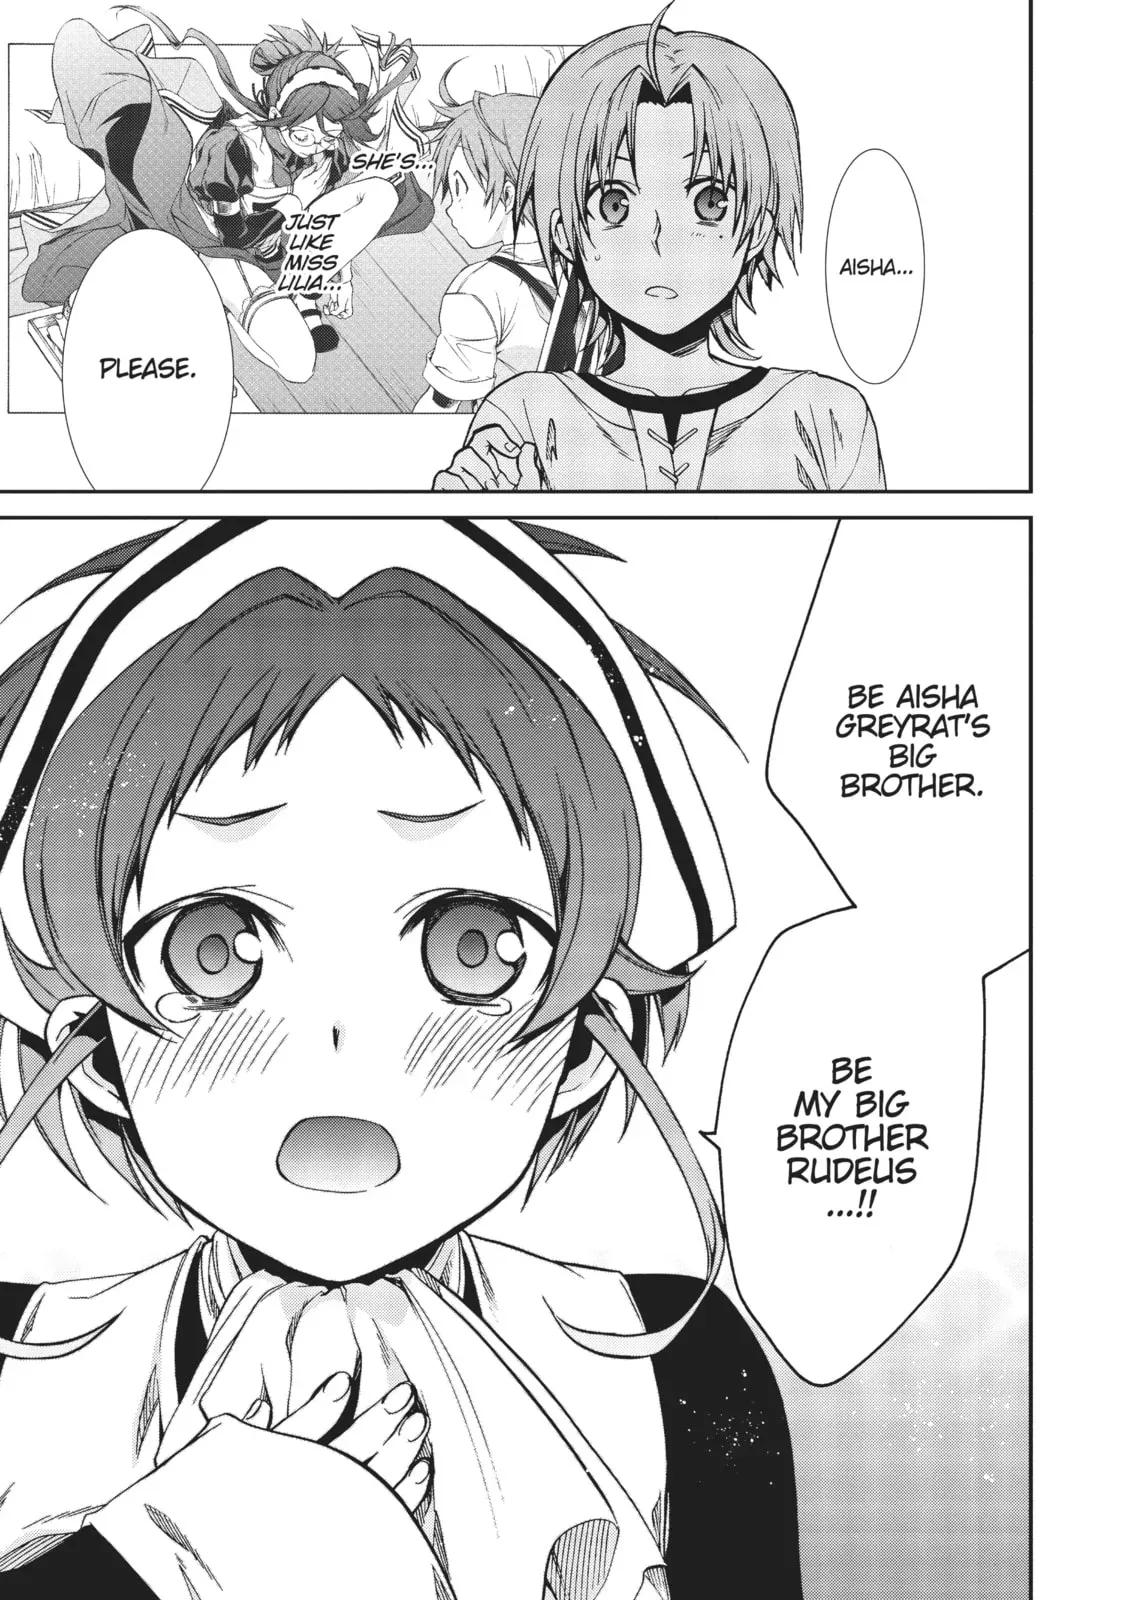 AISHA...
SHE'S...
JUST
LIKE
MISS
LILIA...
PLEASE.
BE AISHA
GREYRAT'S
BIG
BROTHER.
BE
MY BIG
BROTHER
RUDEUS
...!!